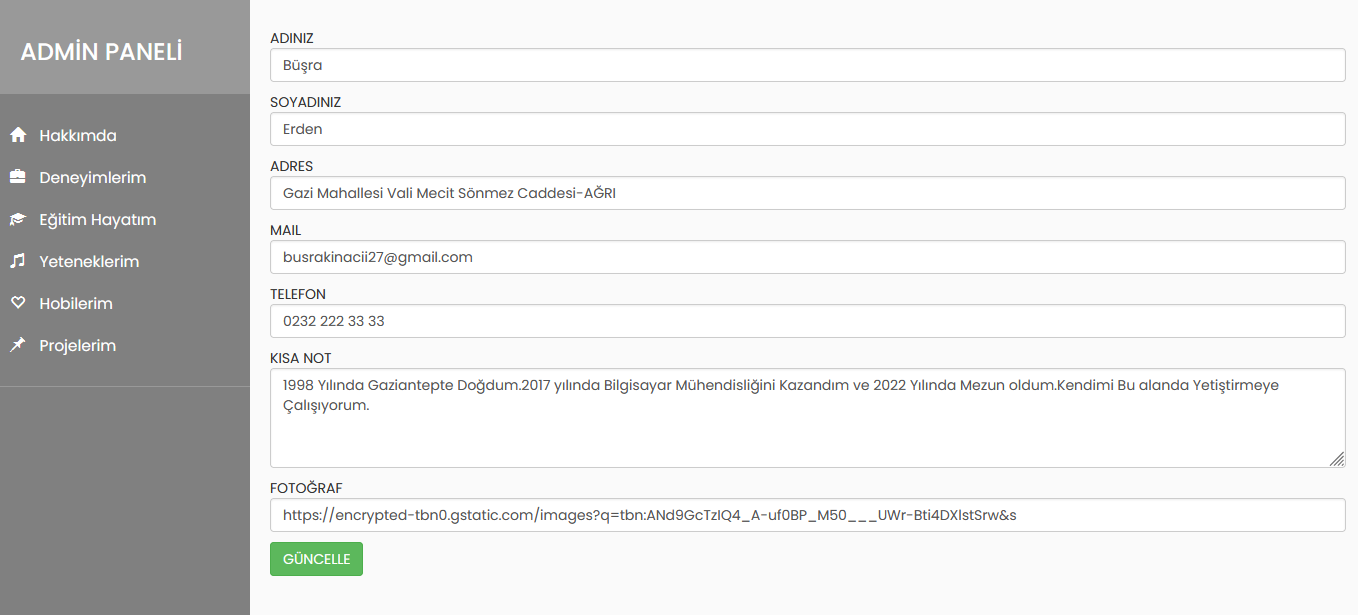 ADMİN PANELİ
Hakkımda
Deneyimlerim
Eğitim Hayatım
Yeteneklerim
Hobilerim
Projelerim
ADINIZ
Büşra
SOYADINIZ
Erden
ADRES
Gazi Mahallesi Vali Mecit Sönmez Caddesi-AĞRI
MAIL
busrakinacii27@gmail.com
TELEFON
0232 222 33 33
KISA NOT
1998 Yılında Gaziantepte Doğdum.2017 yılında Bilgisayar Mühendisliğini Kazandım ve 2022 Yılında Mezun oldum.Kendimi Bu alanda Yetiştirmeye
Çalışıyorum.
FOTOĞRAF
https://encrypted-tbn0.gstatic.com/images?q=tbn:ANd9GcTzIQ4_A-uf0BP_M50___UWr-Bti4DXIstSrw&s
GÜNCELLE